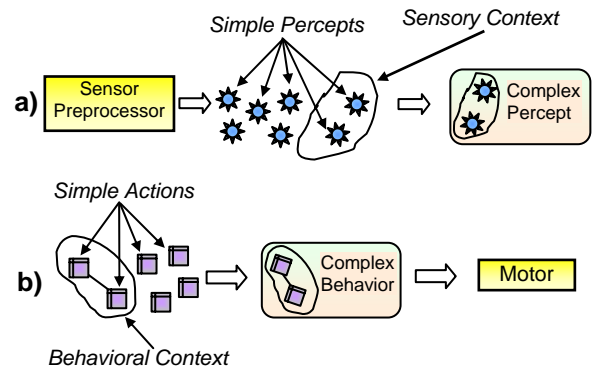 Simple Percepts
Sensory Context
a)
Sensor
Preprocessor
Complex
Percept
Simple Actions
b)
Complex
Behavior
Motor
Behavioral Context